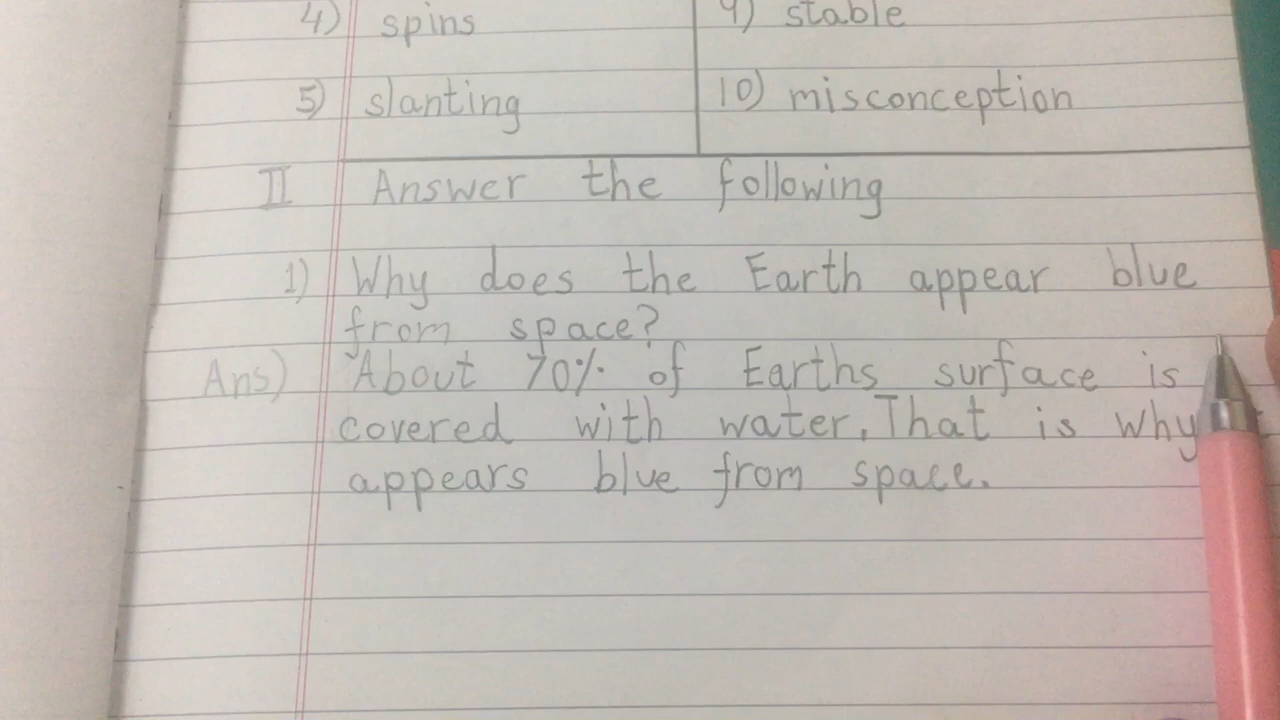 4) spins
9) stable
5) slanting
10) misconception
II Answer the following
1) Why does the Earth appear blue
from space?
Ans) About 70% of Earths surface is
covered with water. That is why
appears blue from space.